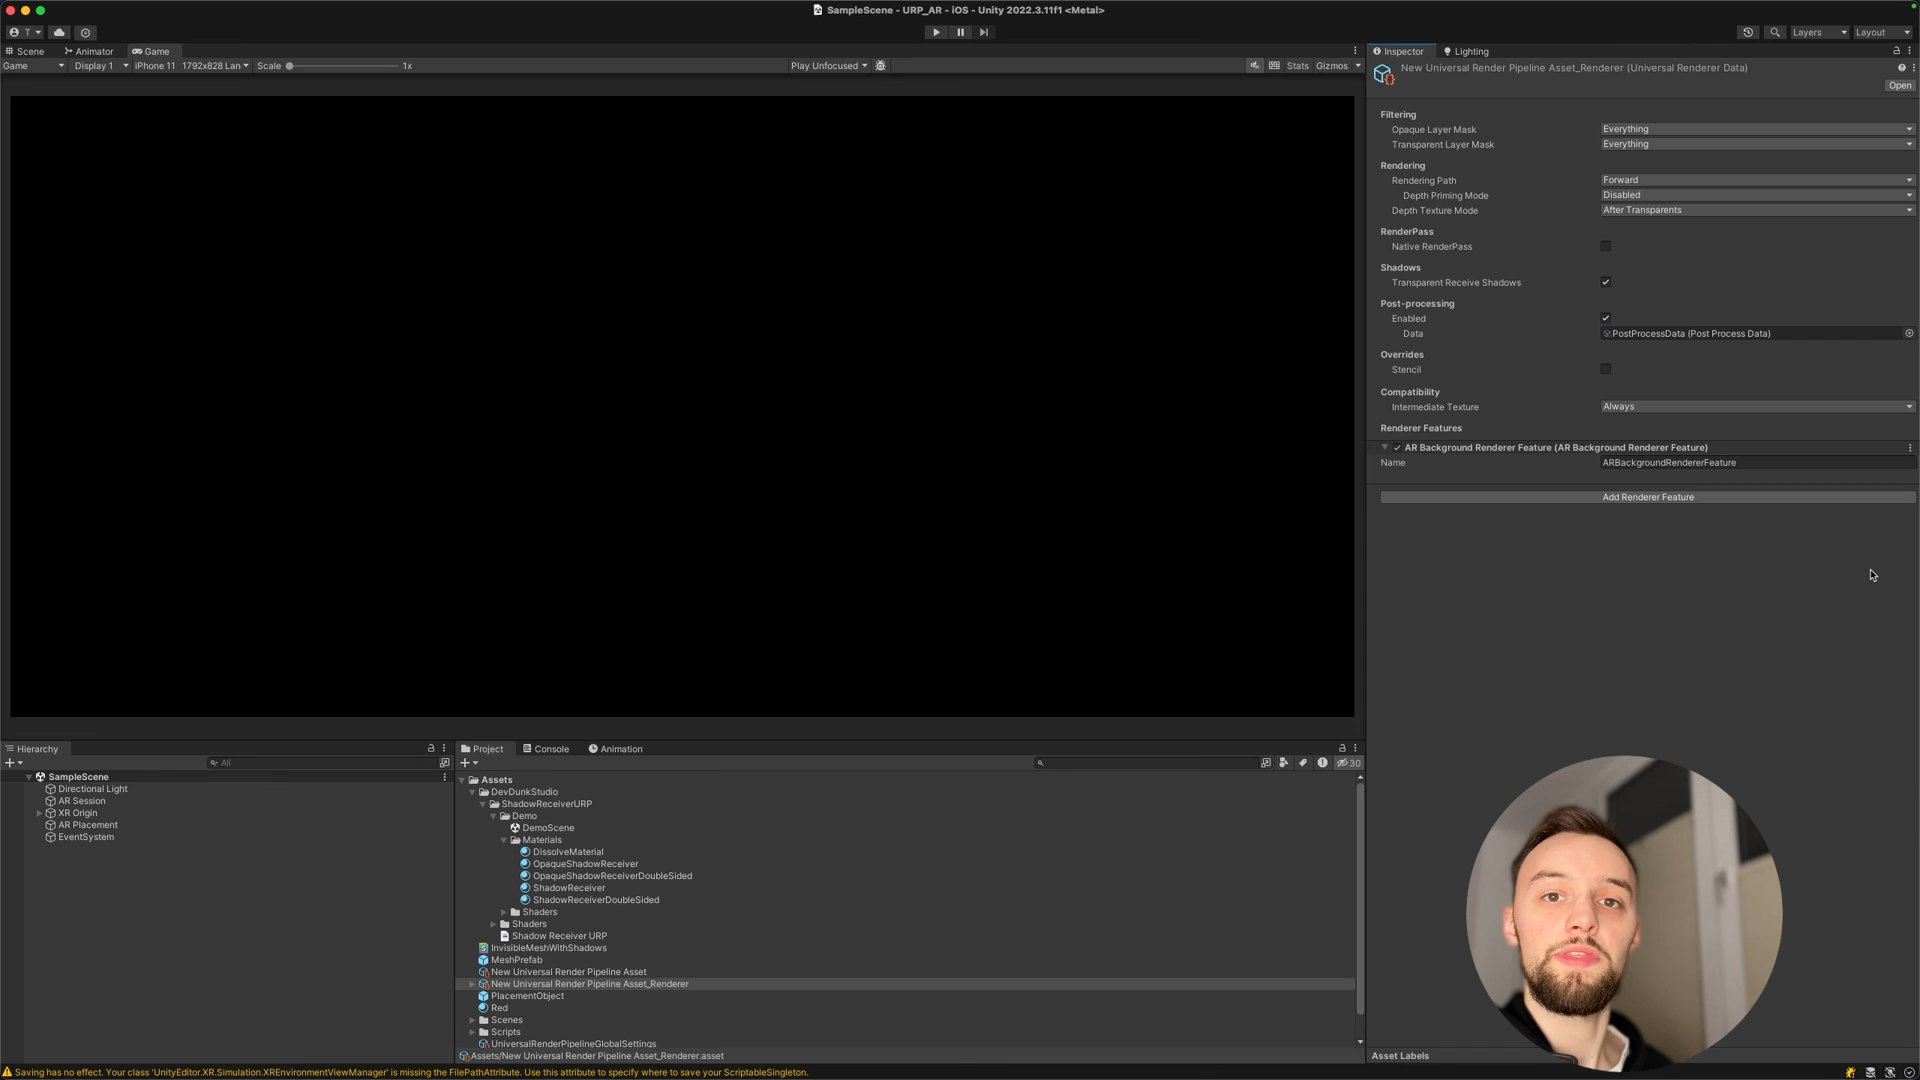 SampleScene - URP_AR - iOS - Unity 2022.3.11f1 <Metal>
T
Layers
Layout
Scene
Animator
Game
Inspector
Lighting
Game
Display 1
iPhone 11
1792x828 Lan
Scale
1x
Play Unfocused
Stats
Gizmos
New Universal Render Pipeline Asset_Renderer (Universal Renderer Data)
Open
Filtering
Opaque Layer Mask
Everything
Transparent Layer Mask
Everything
Rendering
Rendering Path
Forward
Depth Priming Mode
Disabled
Depth Texture Mode
After Transparents
RenderPass
Native RenderPass
Shadows
Transparent Receive Shadows
Post-processing
Enabled
Data
PostProcessData (Post Process Data)
Overrides
Stencil
Compatibility
Intermediate Texture
Always
Renderer Features
AR Background Renderer Feature (AR Background Renderer Feature)
Name
ARBackgroundRendererFeature
Add Renderer Feature
Hierarchy
All
SampleScene
Directional Light
AR Session
XR Origin
AR Placement
EventSystem
Project
Console
Animation
30
Assets
DevDunkStudio
ShadowReceiverURP
Demo
DemoScene
Materials
DissolveMaterial
OpaqueShadowReceiver
OpaqueShadowReceiverDoubleSided
ShadowReceiver
ShadowReceiverDoubleSided
Shaders
Shaders
Shadow Receiver URP
InvisibleMeshWithShadows
MeshPrefab
New Universal Render Pipeline Asset
New Universal Render Pipeline Asset_Renderer
PlacementObject
Red
Scenes
Scripts
UniversalRenderPipelineGlobalSettings
Assets/New Universal Render Pipeline Asset_Renderer.asset
Asset Labels
Saving has no effect. Your class 'UnityEditor.XR.Simulation.XREnvironmentViewManager' is missing the FilePathAttribute. Use this attribute to specify where to save your ScriptableSingleton.